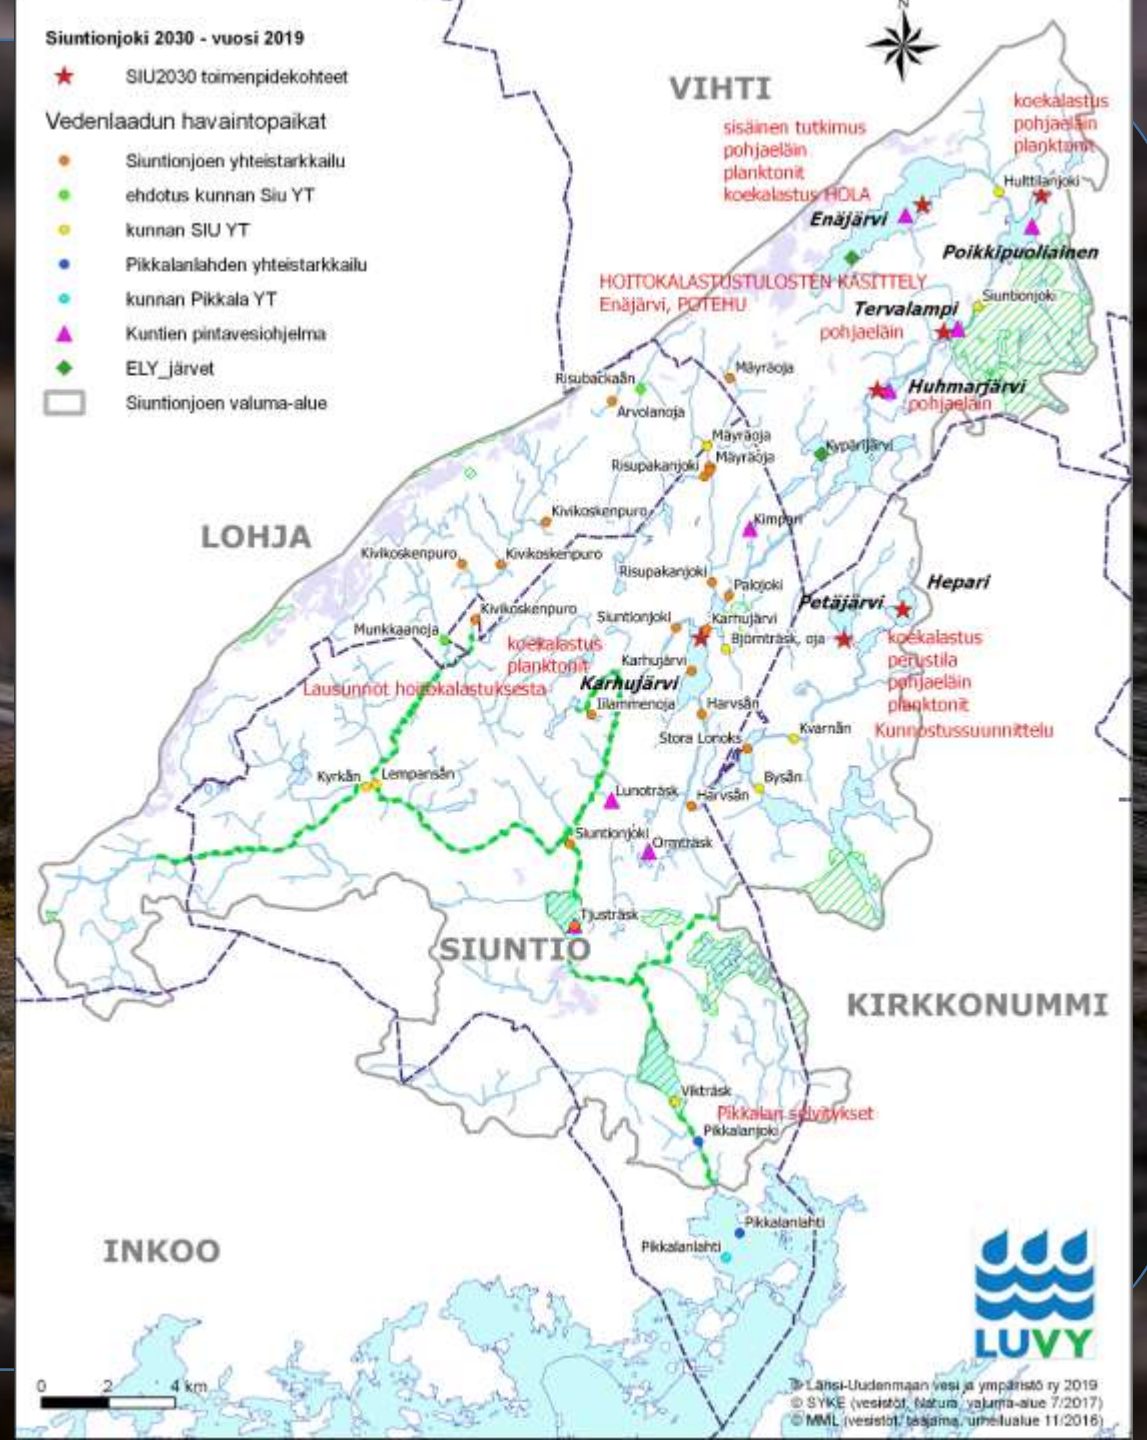 Siuntionjoki 2030 - vuosi 2019
SIU2030 toimenpidekohteet
Vedenlaadun havaintopaikat
Siuntionjoen yhteistarkkailu
ehdotus kunnan Siu YT
kunnan SIU YT
Pikkalanlahden yhteistarkkailu
kunnan Pikkala YT
Kuntien pintavesiohjelma
ELY_järvet
Siuntionjoen valuma-alue
N
VIHTI
koekalastus
pohjaeläin
planktonit
sisäinen tutkimus
pohjaeläin
planktonit
koekalastus HOLA
Hulttilanjoki
Enäjärvi
Poikkipuoliainen
HOITOKALASTUSTULOSTEN KÄSITTELY
Enäjärvi, POTEHU
Siuntionjoki
Tervalampi
pohjaeläin
Huhmarjärvi
pohjaeläin
Risubackaån
Mäyräoja
Arvolanoja
Mäyräoja
Kypärijärvi
Mäyräoja
Risupakanjoki
Kivikoskenpuro
Kimpari
LOHJA
Kivikoskenpuro
Kivikoskenpuro
Risupakanjoki
Palojoki
Hepari
Petäjärvi
Kivikoskenpuro
Siuntionjoki
Karhujärvi
Munkkaanoja
Björnträsk, oja
koekalastus
planktonit
koekalastus
perustila
pohjaeläin
planktonit
Karhujärvi
Karhujärvi
Lausunnot hoitokalastuksesta
Iilammenoja
Harvsån
Kunnostussuunnittelu
Kvarnån
Stora Lonoks
Kyrkån
Lempansån
Bysån
Lunoträsk
Harvsån
Siuntionjoki
Ormträsk
Tjusträsk
SIUNTIO
KIRKKONUMMI
Vikträsk
Pikkalan selvitykset
Pikkalanjoki
Pikkalanlahti
Pikkalanlahti
INKOO
LUVY
0 2 4 km
© Länsi-Uudenmaan vesi ja ympäristö ry 2019
© SYKE (vesistöt, Natura, valuma-alue 7/2017)
© MML (vesistöt, taajama, urheilualue 11/2016)